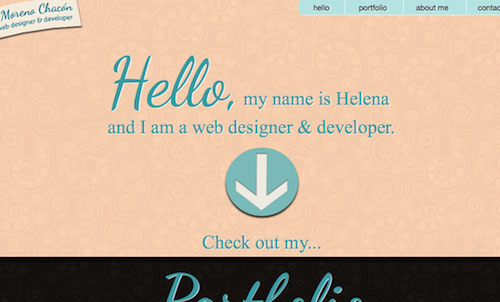 Moreno Chacón
web designer & developer
hello portfolio about me contac
Hello, my name is Helena
and I am a web designer & developer.
Check out my...
Portfolio